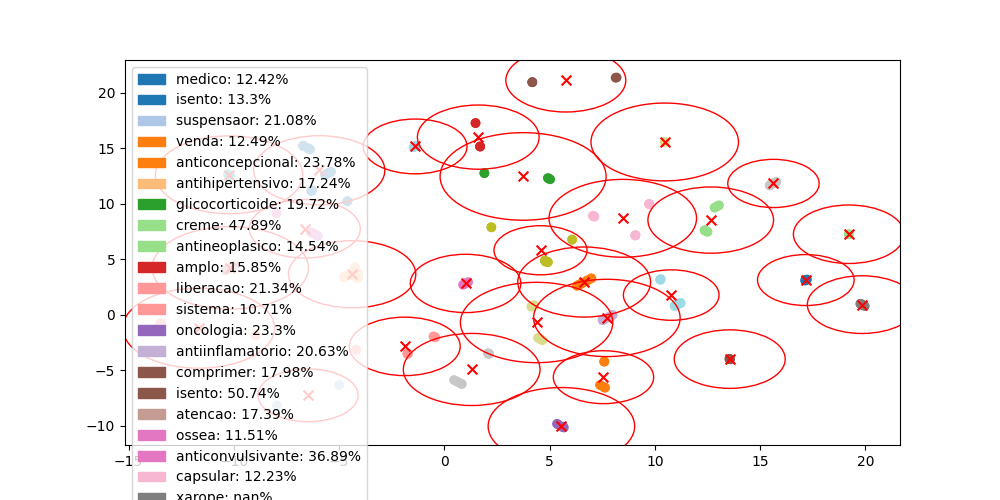 medico: 12.42%
isento: 13.3%
suspensaor: 21.08%
venda: 12.49%
anticoncepcional: 23.78%
antihipertensivo: 17.24%
glicocorticoide: 19.72%
creme: 47.89%
antineoplasico: 14.54%
amplo: 15.85%
liberacao: 21.34%
sistema: 10.71%
oncologia: 23.3%
antiinflamatorio: 20.63%
comprimer: 17.98%
isento: 50.74%
atencao: 17.39%
ossea: 11.51%
anticonvulsivante: 36.89%
capsular: 12.23%
xarope: nan%
20
15
10
5
0
−5
−10
−15 −10 −5 0 5 10 15 20